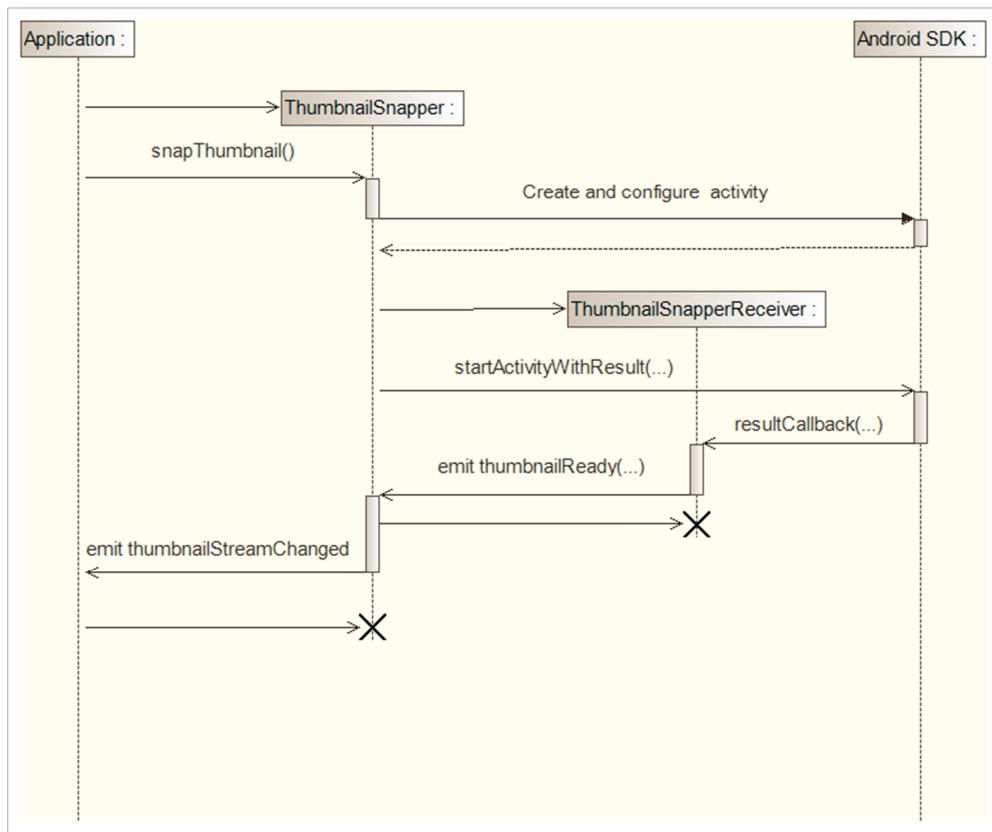 Application :
Android SDK :
ThumbnailSnapper :
snapThumbnail()
Create and configure activity
ThumbnailSnapperReceiver :
startActivityWithResult(...)
resultCallback(...)
emit thumbnailReady(...)
emit thumbnailStreamChanged